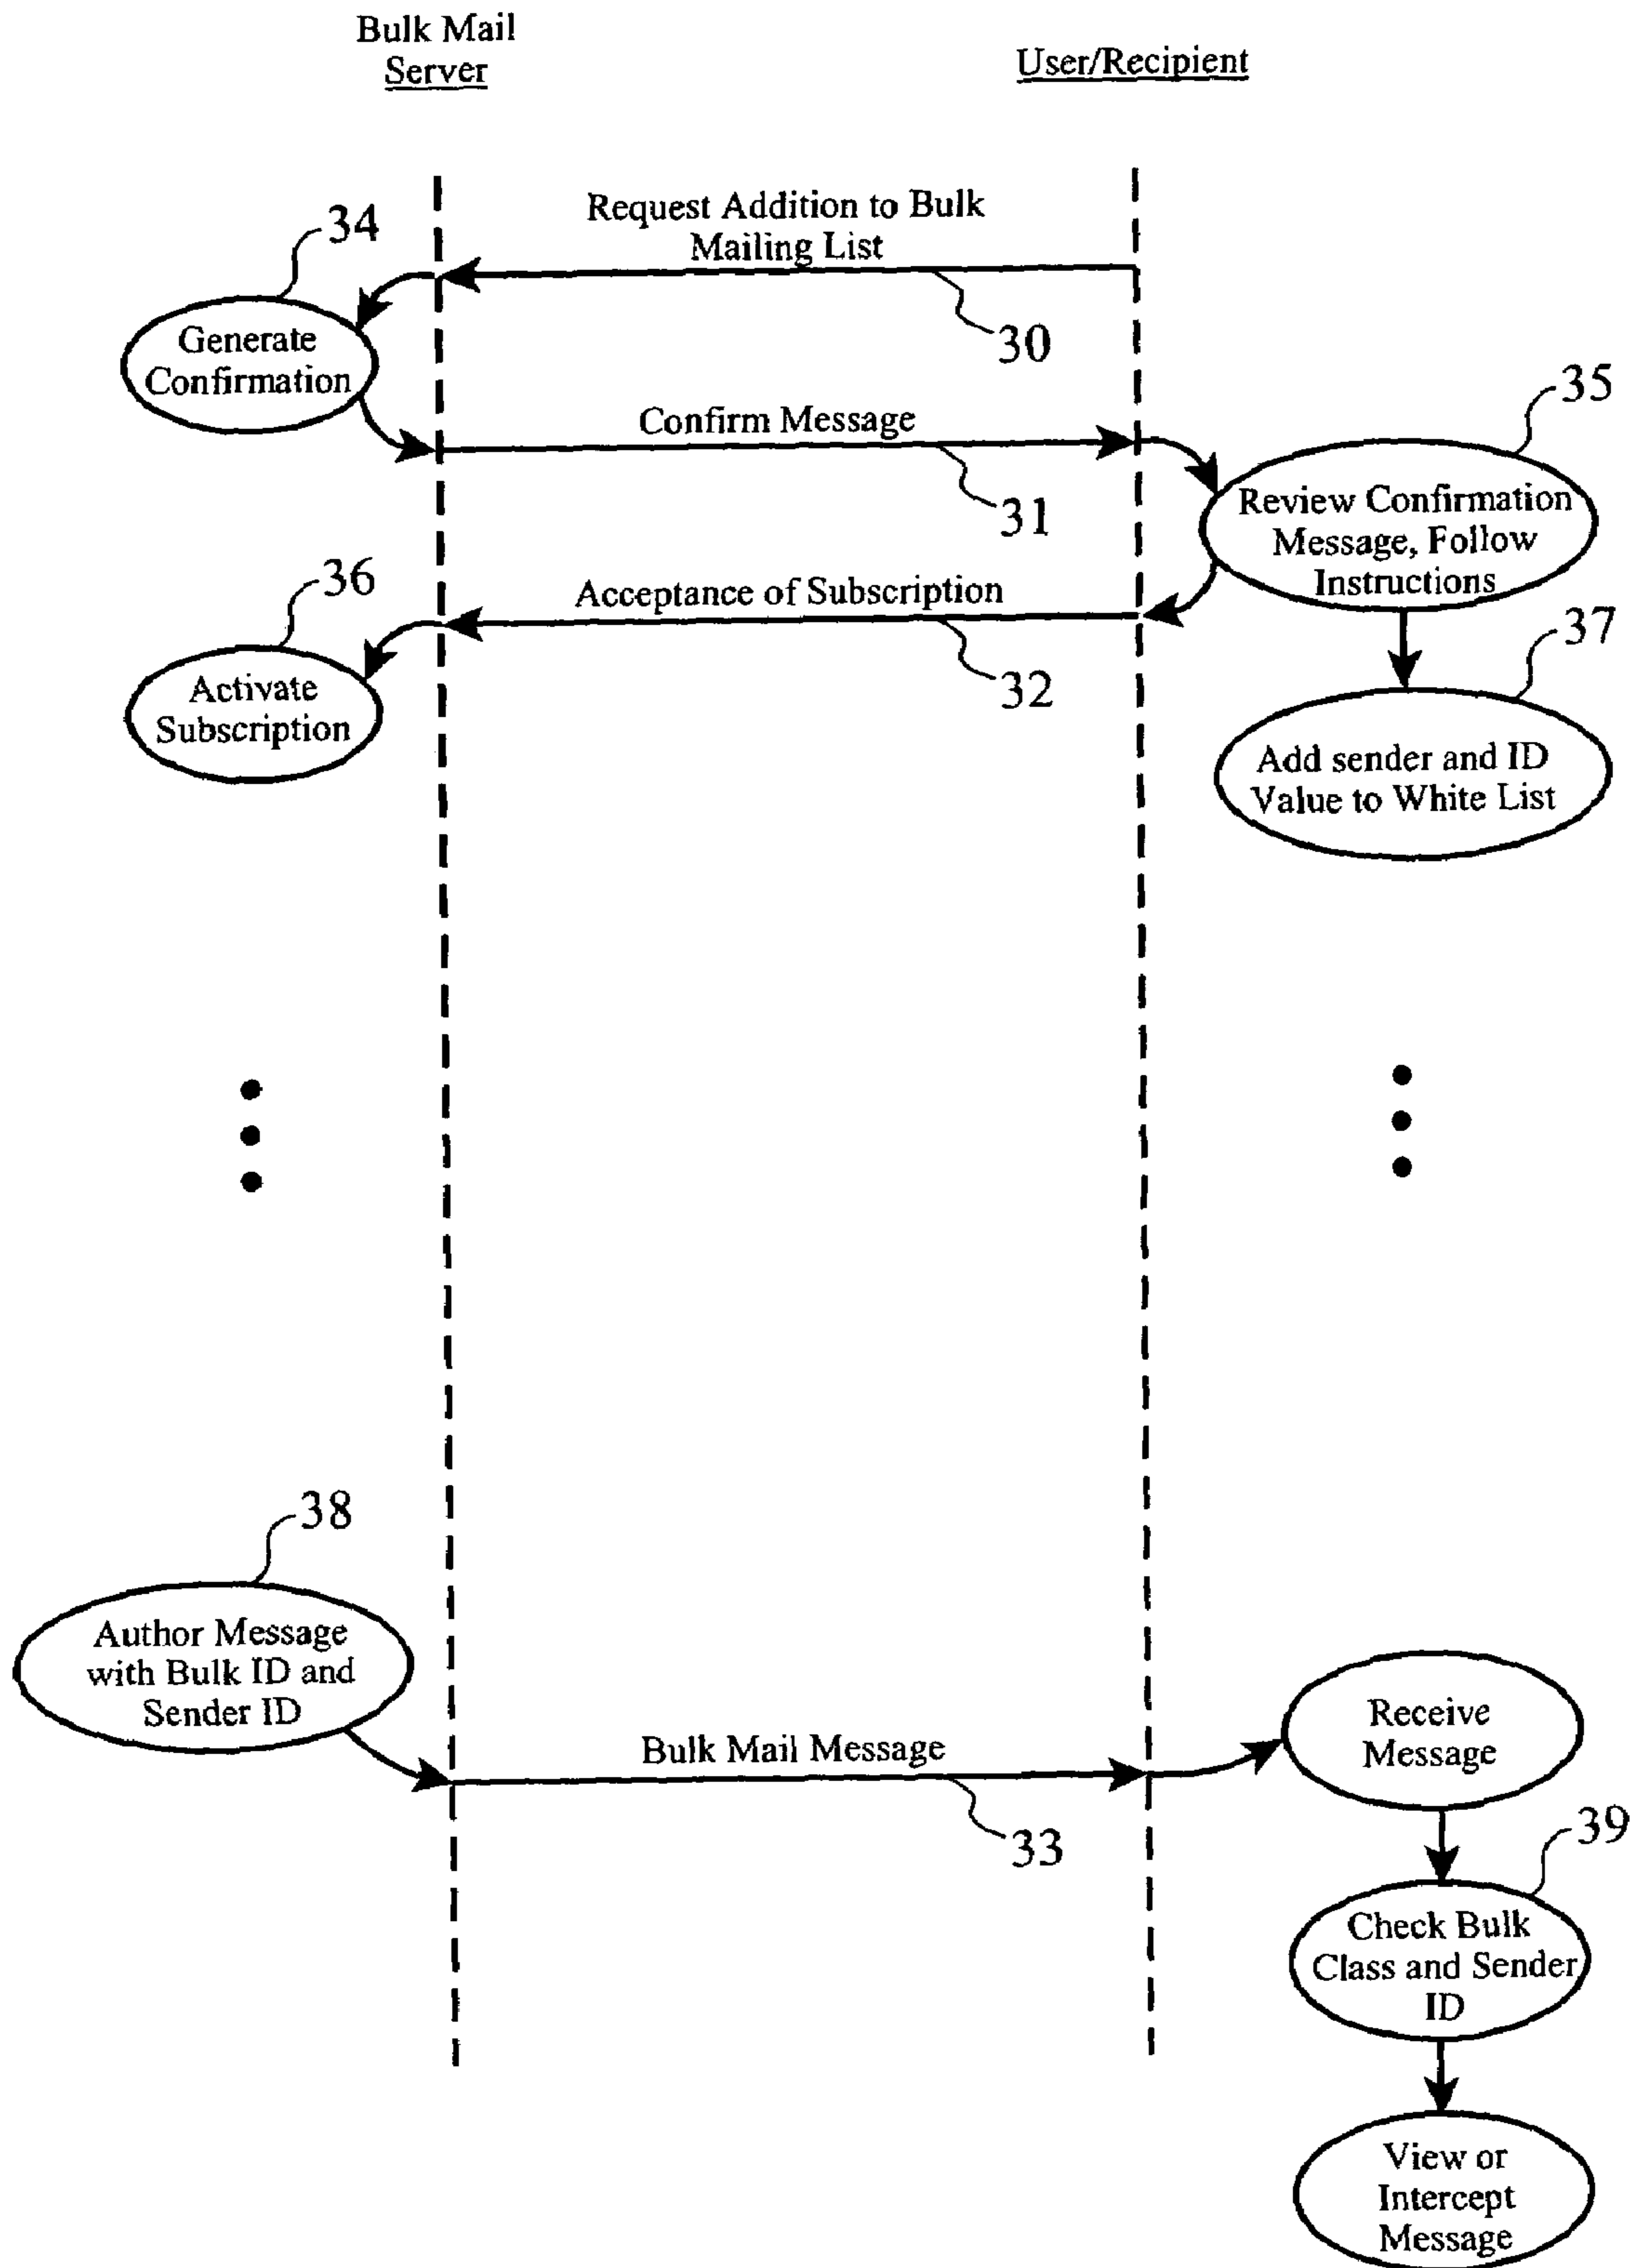 Bulk Mail
Server
User/Recipient
Request Addition to Bulk
Mailing List
34
Generate
Confirmation
30
Confirm Message
35
31
Review Confirmation
Message, Follow
Instructions
36
Acceptance of Subscription
37
Activate
Subscription
32
Add sender and ID
Value to White List
38
Author Message
with Bulk ID and
Sender ID
Bulk Mail Message
Receive
Message
33
39
Check Bulk
Class and Sender
ID
View or
Intercept
Message